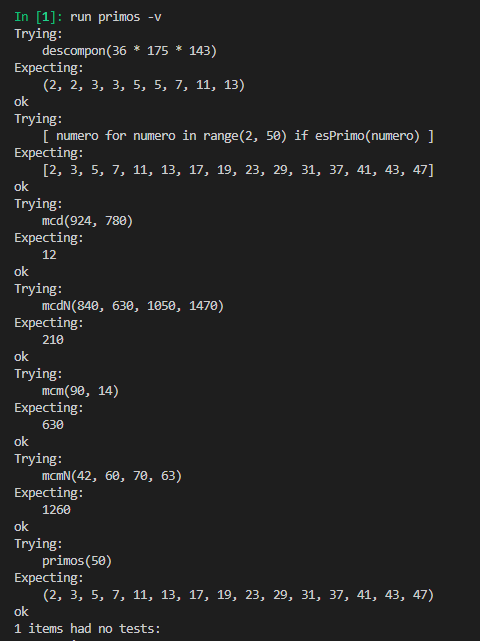 In [1]: run primos -v
Trying:
    descompon(36 * 175 * 143)
Expecting:
    (2, 2, 3, 3, 5, 5, 7, 11, 13)
ok
Trying:
    [ numero for numero in range(2, 50) if esPrimo(numero) ]
Expecting:
    [2, 3, 5, 7, 11, 13, 17, 19, 23, 29, 31, 37, 41, 43, 47]
ok
Trying:
    mcd(924, 780)
Expecting:
    12
ok
Trying:
    mcdN(840, 630, 1050, 1470)
Expecting:
    210
ok
Trying:
    mcm(90, 14)
Expecting:
    630
ok
Trying:
    mcmN(42, 60, 70, 63)
Expecting:
    1260
ok
Trying:
    primos(50)
Expecting:
    (2, 3, 5, 7, 11, 13, 17, 19, 23, 29, 31, 37, 41, 43, 47)
ok
1 items had no tests: